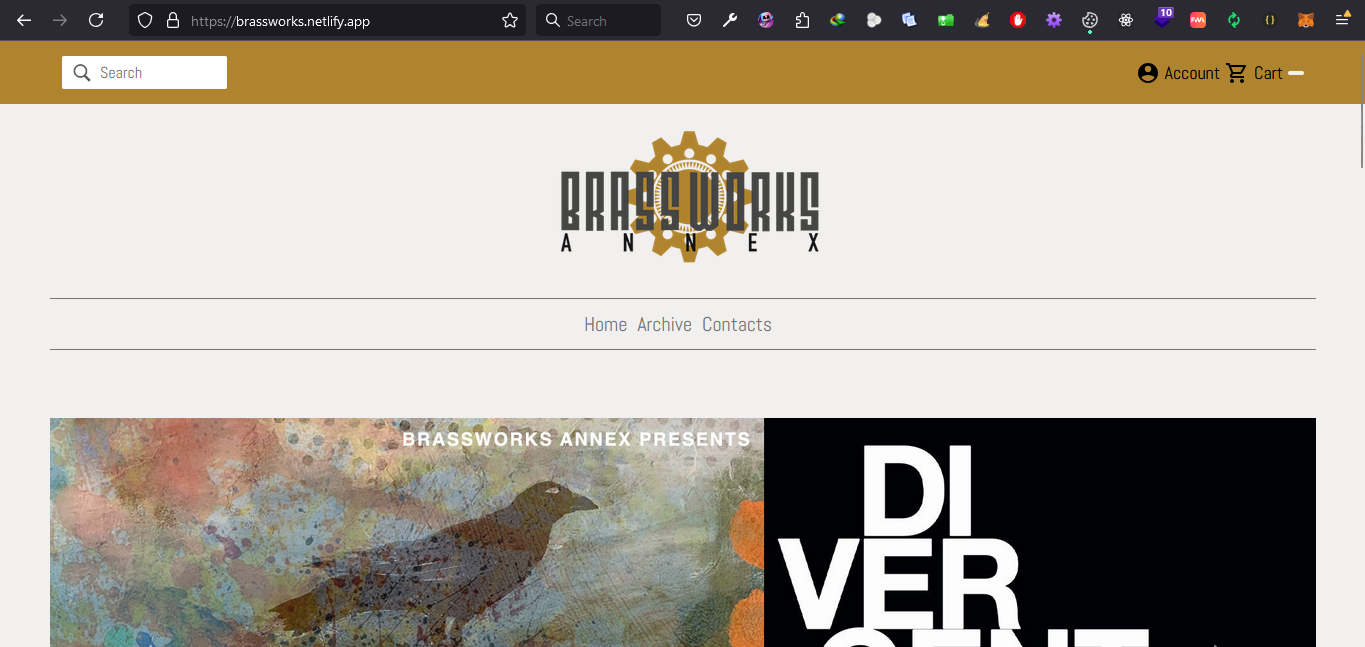 https://brassworks.netlify.app
Search
10
Search
Account
Cart
BRASSWORKS
ANNEX
Home Archive Contacts
BRASSWORKS ANNEX PRESENTS
DI
VER
GENT